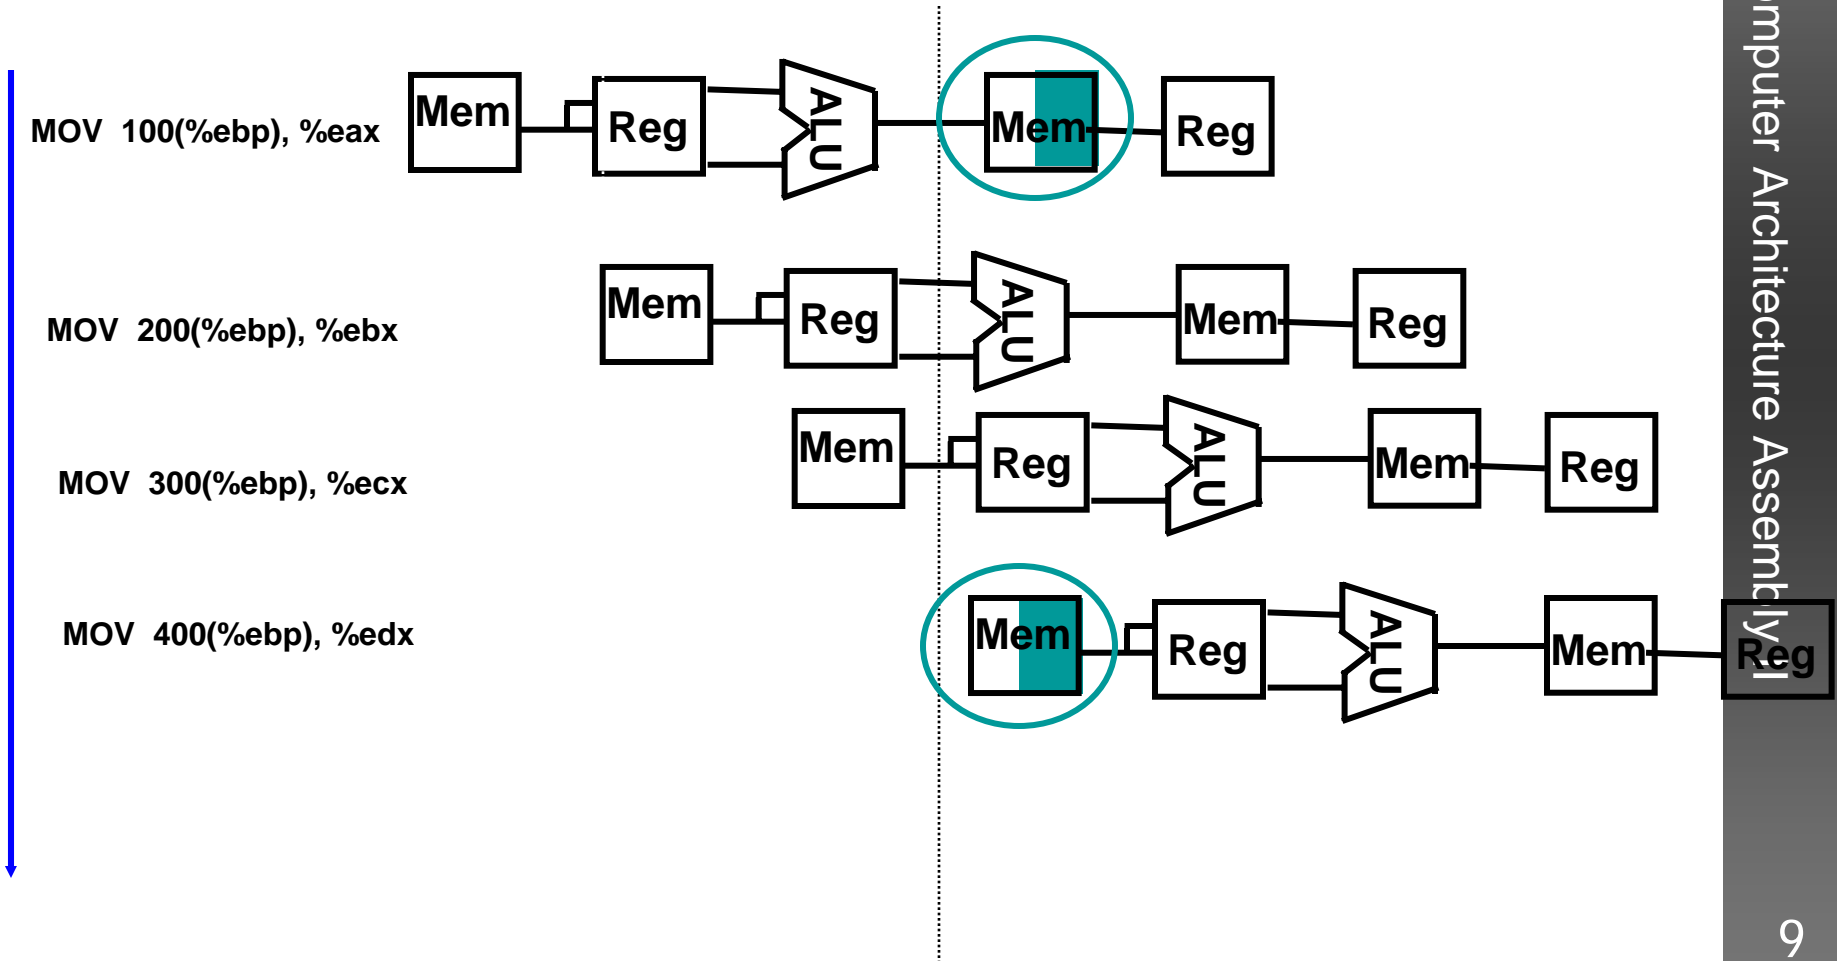 MOV 100(%ebp), %eax
Mem Reg ALU Mem Reg
MOV 200(%ebp), %ebx
Mem Reg ALU Mem Reg
MOV 300(%ebp), %ecx
Mem Reg ALU Mem Reg
MOV 400(%ebp), %edx
Mem Reg ALU Mem Reg
Architecture Assembly
9